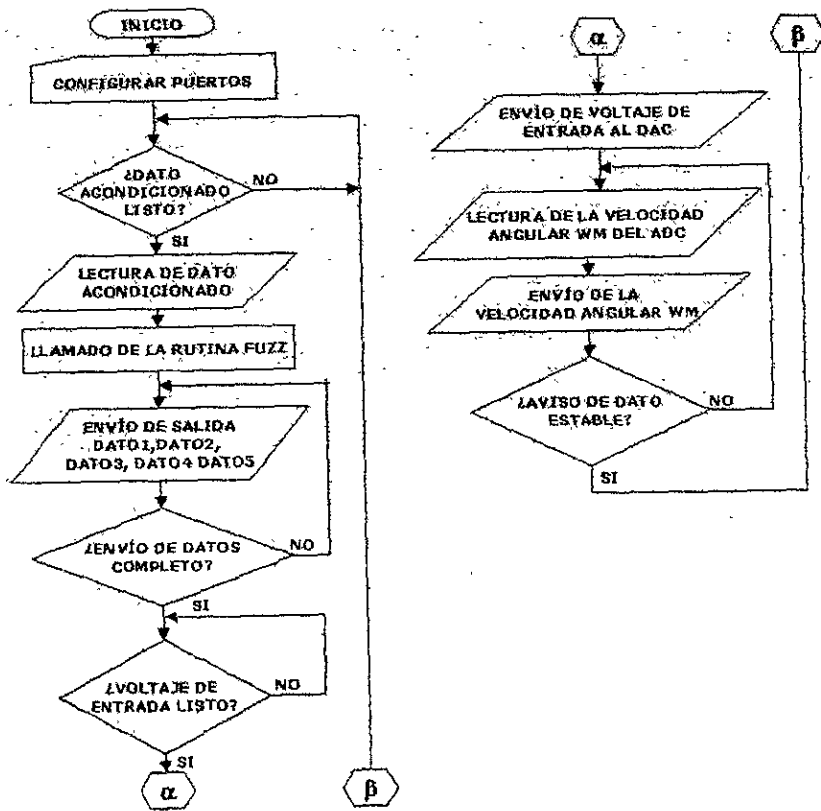 INICIO
CONFIGURAR PUERTOS
¿DATO
ACONDICIONADO
LISTO?
NO
SI
LECTURA DE DATO
ACONDICIONADO
LLAMADO DE LA RUTINA FUZZ
ENVÍO DE SALIDA
DATO1,DATO2,
DATO3, DATO4 DATO5
¿ENVÍO DE DATOS
COMPLETO?
NO
SI
¿VOLTAJE DE
ENTRADA LISTO?
NO
SI
α
β
α
β
ENVÌO DE VOLTAJE DE
ENTRADA AL DAC
LECTURA DE LA VELOCIDAD
ANGULAR WM DEL ADC
ENVÍO DE LA
VELOCIDAD ANGULAR WM
¿AVISO DE DATO
ESTABLE?
NO
SI